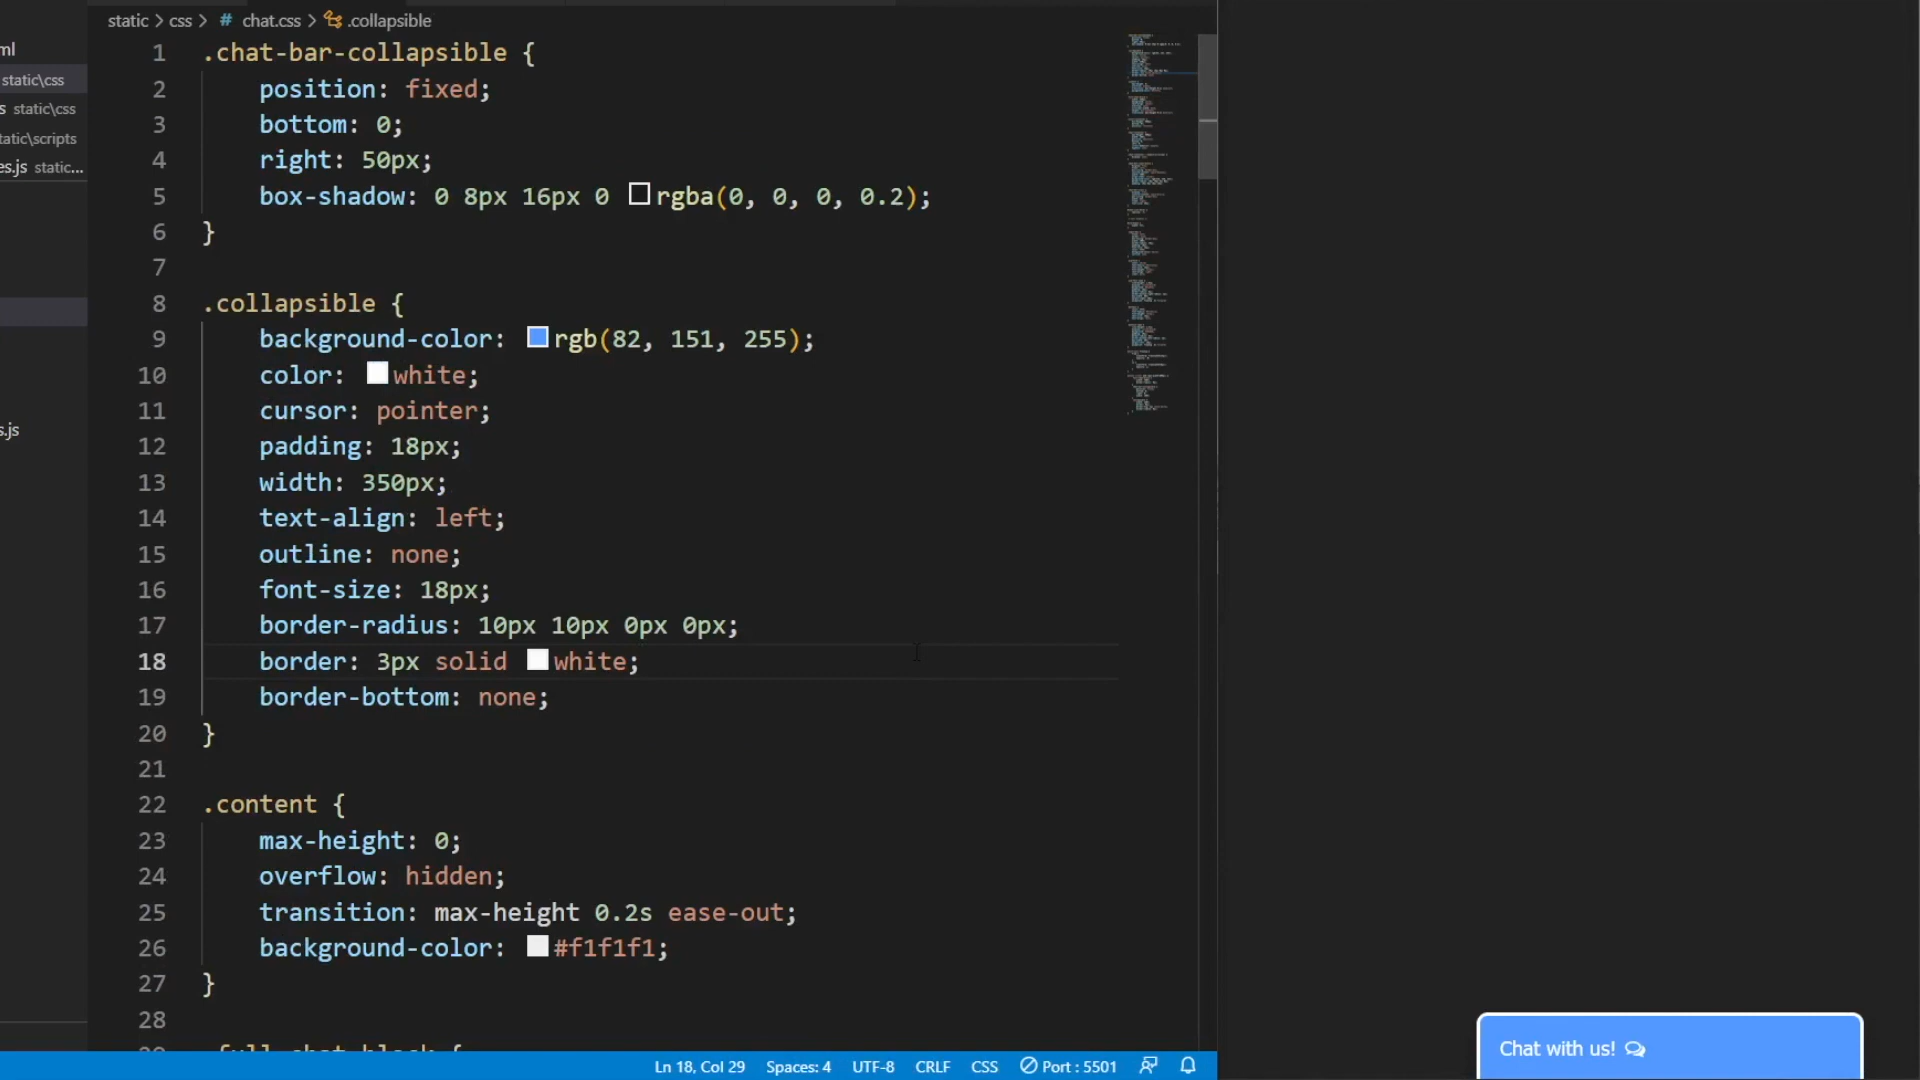 static > css > # chat.css > .collapsible
ml
static\css
s static\css
tatic\scripts
es.js static...
s.js
1 .chat-bar-collapsible {
2 position: fixed;
3 bottom: 0;
4 right: 50px;
5 box-shadow: 0 8px 16px 0 rgba(0, 0, 0, 0.2);
6 }
7
8 .collapsible {
9 background-color: rgb(82, 151, 255);
10 color: white;
11 cursor: pointer;
12 padding: 18px;
13 width: 350px;
14 text-align: left;
15 outline: none;
16 font-size: 18px;
17 border-radius: 10px 10px 0px 0px;
18 border: 3px solid white;
19 border-bottom: none;
20 }
21
22 .content {
23 max-height: 0;
24 overflow: hidden;
25 transition: max-height 0.2s ease-out;
26 background-color: #f1f1f1;
27 }
28
Chat with us!
Ln 18, Col 29 Spaces: 4 UTF-8 CRLF CSS Port : 5501